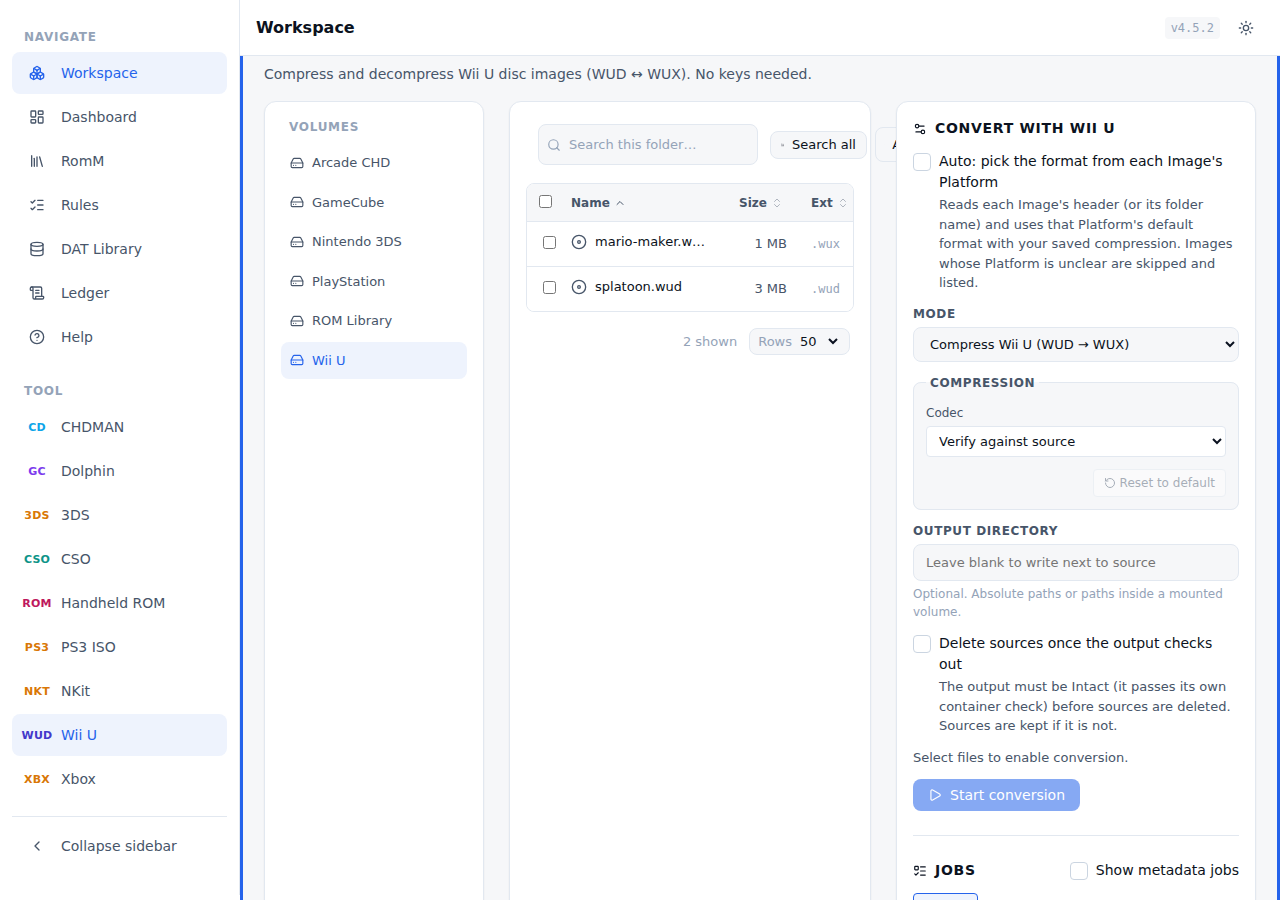 NAVIGATE
Workspace
Dashboard
RomM
Rules
DAT Library
Ledger
Help
TOOL
CD CHDMAN
GC Dolphin
3DS 3DS
CSO CSO
ROM Handheld ROM
PS3 PS3 ISO
NKT NKit
WUD Wii U
XBX Xbox
Collapse sidebar
Workspace
v4.5.2
Compress and decompress Wii U disc images (WUD ↔ WUX). No keys needed.
VOLUMES
Arcade CHD
GameCube
Nintendo 3DS
PlayStation
ROM Library
Wii U
Search this folder…
Search all
Name Size Ext
mario-maker.w… 1 MB .wux
splatoon.wud 3 MB .wud
2 shown Rows 50
CONVERT WITH WII U
Auto: pick the format from each Image's
Platform
Reads each Image's header (or its folder
name) and uses that Platform's default
format with your saved compression. Images
whose Platform is unclear are skipped and
listed.
MODE
Compress Wii U (WUD → WUX)
COMPRESSION
Codec
Verify against source
Reset to default
OUTPUT DIRECTORY
Leave blank to write next to source
Optional. Absolute paths or paths inside a mounted
volume.
Delete sources once the output checks
out
The output must be Intact (it passes its own
container check) before sources are deleted.
Sources are kept if it is not.
Select files to enable conversion.
Start conversion
JOBS
Show metadata jobs